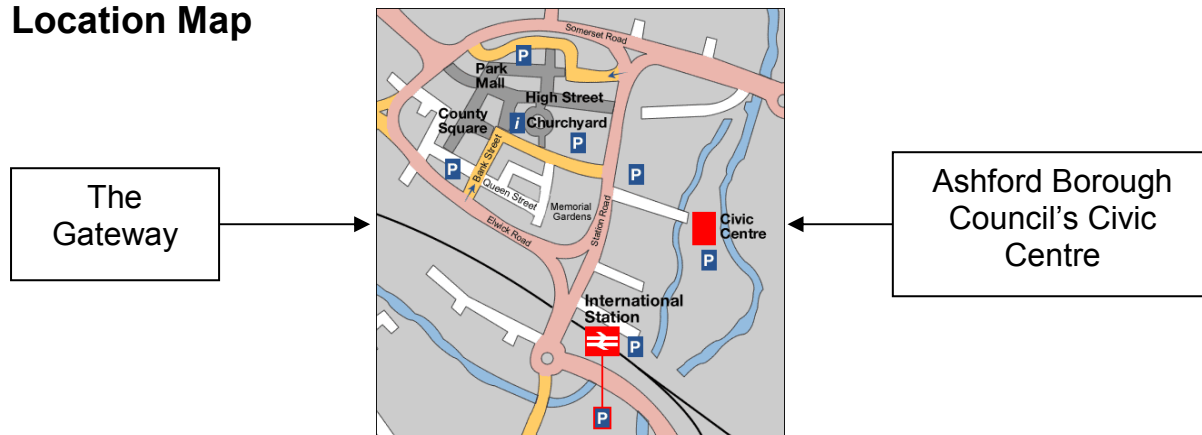 Location Map
Somerset Road
P
Park
Mall
High Street
County
Square
i Churchyard
P
P
Bank Street
Queen Street
P
Memorial
Gardens
Station Road
Elwick Road
Civic
Centre
P
International
Station
P
P
The
Gateway
Ashford Borough
Council's Civic
Centre